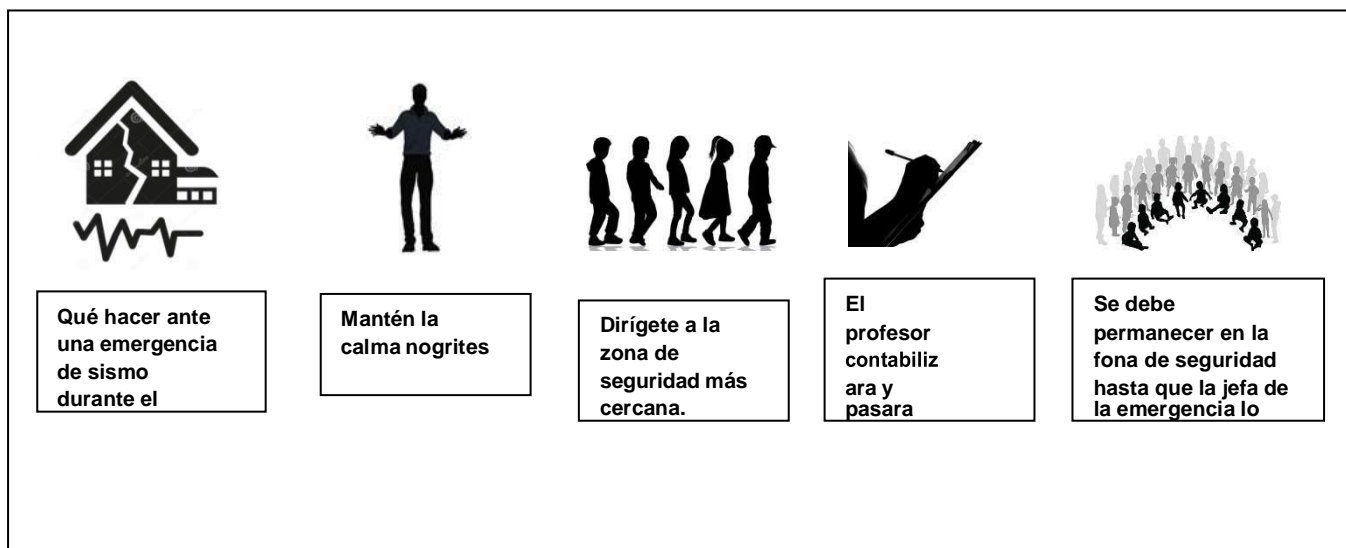 Qué hacer ante
una emergencia
de sismo
durante el
Mantén la
calma nogrites
Dirígete a la
zona de
seguridad más
cercana.
El
profesor
contabiliz
ara y
pasara
Se debe
permanecer en la
fona de seguridad
hasta que la jefa de
la emergencia lo